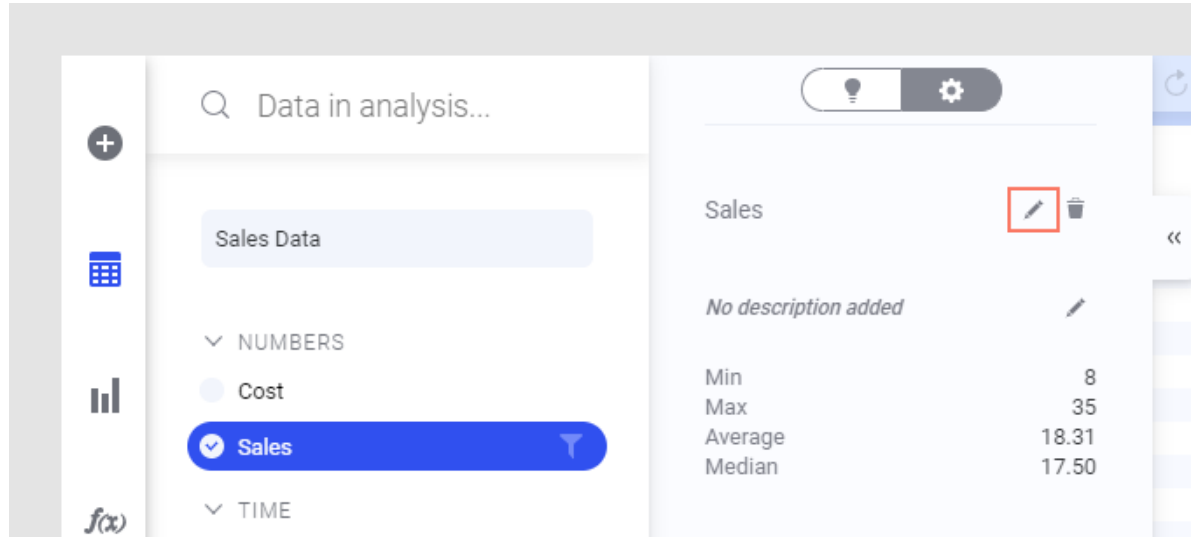 Data in analysis...
Sales Data
NUMBERS
Cost
Sales
TIME
f(x)
Sales
No description added
Min 8
Max 35
Average 18.31
Median 17.50
«